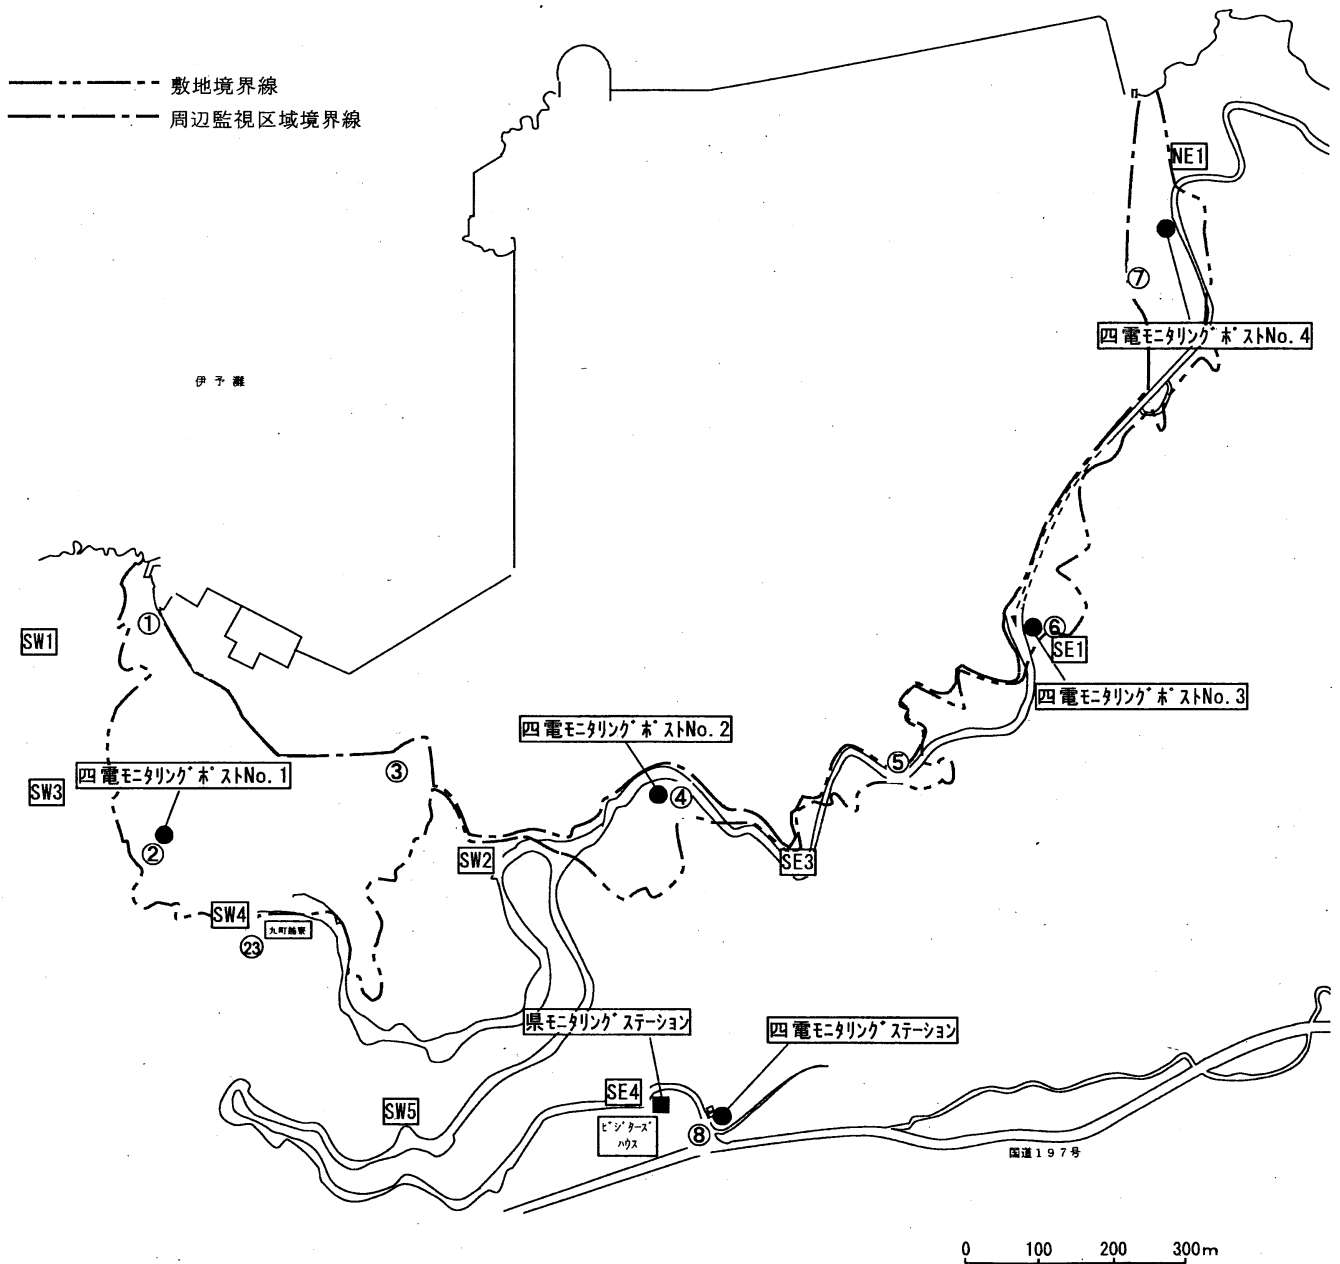 敷地境界線
周辺監視区域境界線
NE1
⑦
四電モニタリングポストNo. 4
伊予灘
①
SW1
⑥
SE1
四電モニタリングポストNo. 3
四電モニタリングポストNo. 2
⑤
③
四電モニタリングポストNo. 1
SW3
④
②
SW2
SE3
SW4
九町越寮
㉓
県モニタリングステーション
四電モニタリングステーション
SE4
SW5
ビジターズ
ハウス
⑧
国道197号
0 100 200 300m